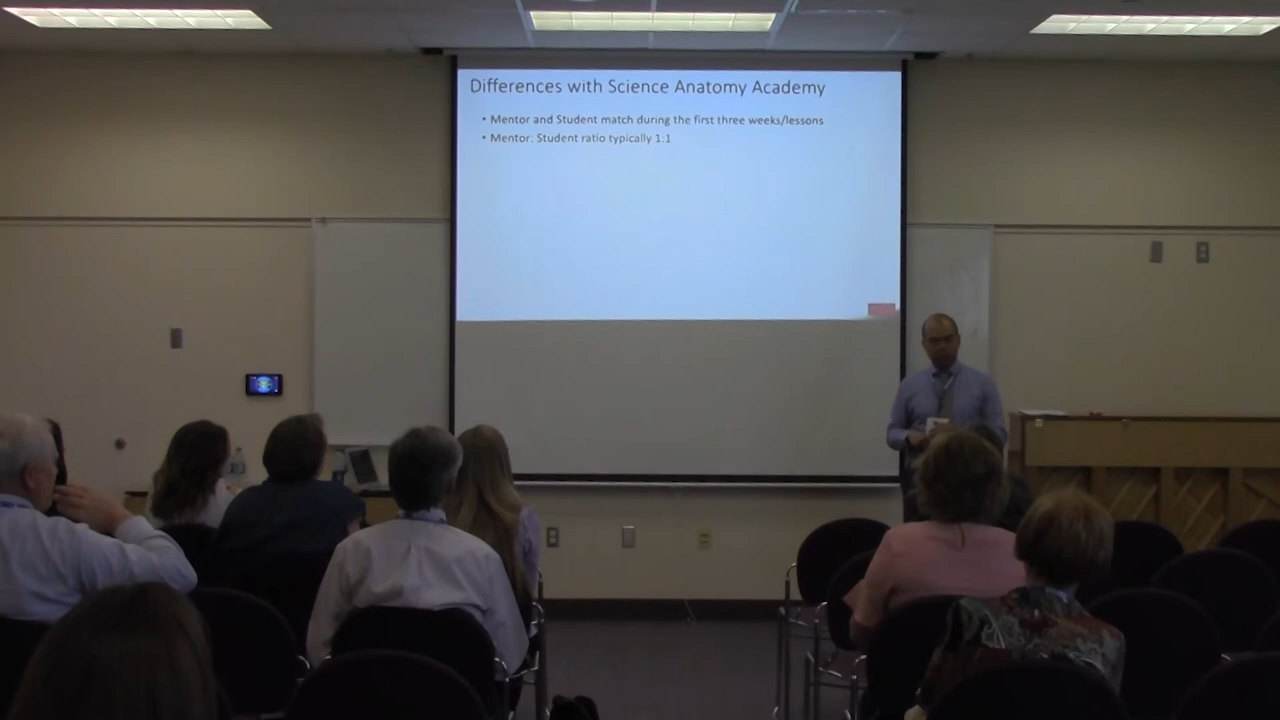 Differences with Science Anatomy Academy
• Mentor and Student match during the first three weeks/lessons
• Mentor: Student ratio typically 1:1